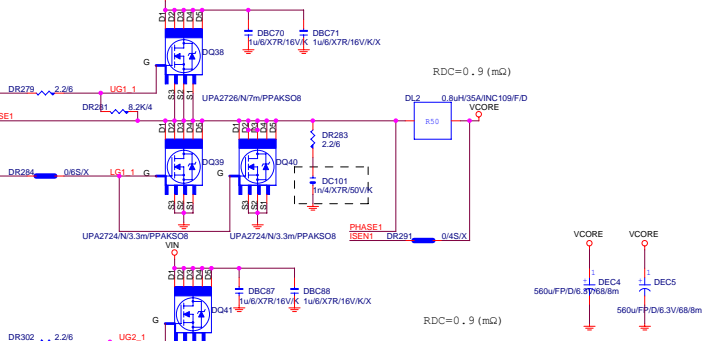 D1 D2 D3 D4 D5
DBC70
1u/6/X7R/16V/K
DBC71
1u/6/X7R/16V/K/X
DQ38
G
RDC=0.9(mΩ)
DR279 2.2/6 UG1_1
S3 S2 S1
UPA2726/N/7m/PPAKSO8
DL2 0.8uH/35A/INC109/F/D
VCORE
DR281 8.2K/4
R50
D1 D2 D3 D4 D5
D1 D2 D3 D4 D5
DR283
2.2/6
DQ39
DQ40
DR284 0/6S/X LG1_1
G
G
DC101
1n/4/X7R/50V/K
S3 S2 S1
S3 S2 S1
UPA2724/N/3.3m/PPAKSO8
UPA2724/N/3.3m/PPAKSO8
PHASE1
ISEN1 DR291 0/4S/X
VIN
VCORE
VCORE
D1 D2 D3 D4 D5
DBC87
1u/6/X7R/16V/K
DBC88
1u/6/X7R/16V/K/X
DQ41
G
1
1
+
+
DEC4
560u/FP/D/6.3V/68/8m
DEC5
560u/FP/D/6.3V/68/8m
RDC=0.9(mΩ)
DR302 2.2/6 UG2_1